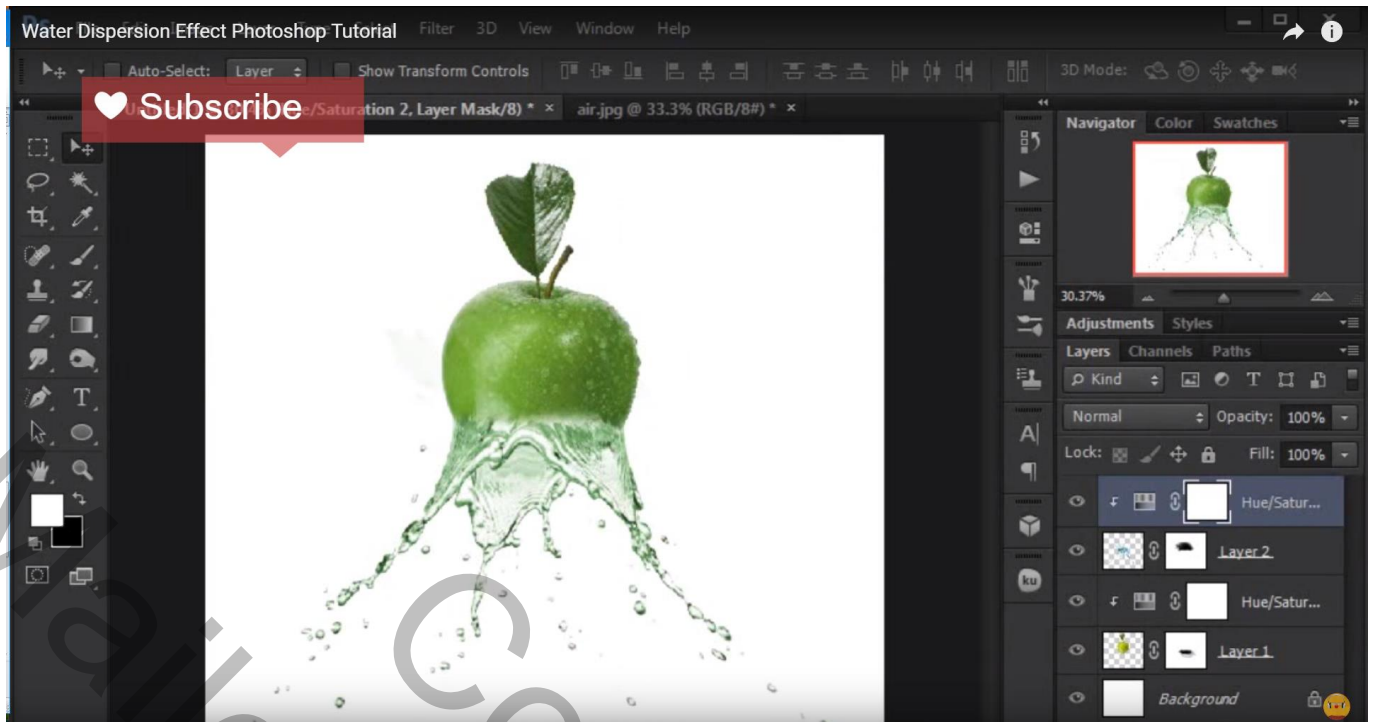 Water Dispersion Effect Photoshop Tutorial
Filter 3D View Window Help
Auto-Select: Layer Show Transform Controls 3D Mode:
Subscribe
e/Saturation 2, Layer Mask/8) * × air.jpg @ 33.3% (RGB/8#) * ×
Navigator Color Swatches
30.37%
Adjustments Styles
Layers Channels Paths
Kind
Normal Opacity: 100%
Lock: Fill: 100%
Hue/Satur...
Layer 2
Hue/Satur...
Layer 1
Background
ku